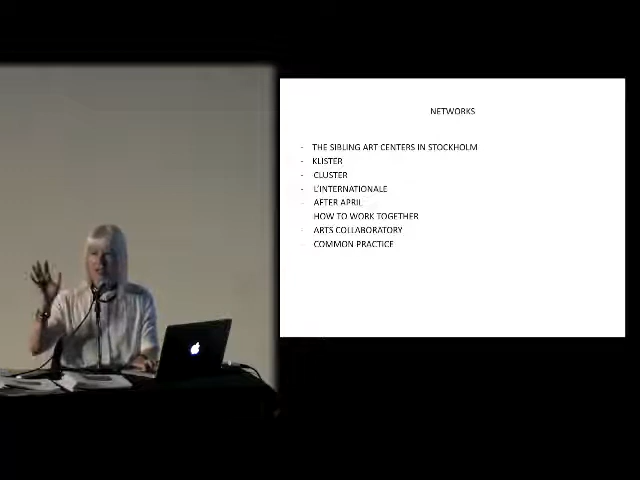 NETWORKS
- THE SIBLING ART CENTERS IN STOCKHOLM
- KLISTER
- CLUSTER
- L'INTERNATIONALE
- AFTER APRIL
HOW TO WORK TOGETHER
- ARTS COLLABORATORY
- COMMON PRACTICE